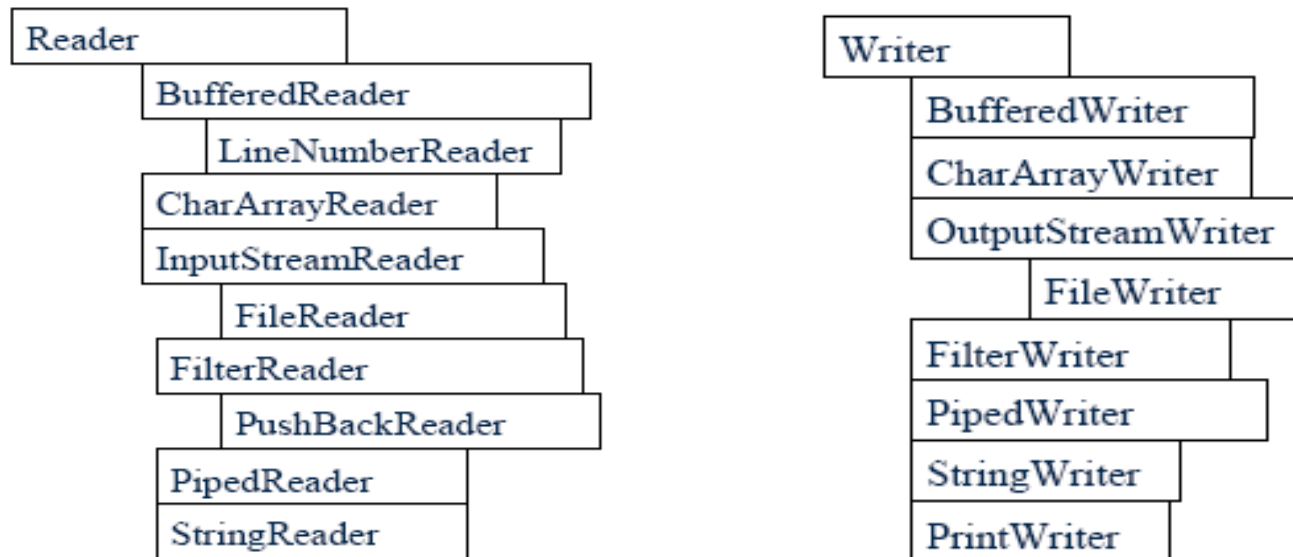 Reader
BufferedReader
LineNumberReader
CharArrayReader
InputStreamReader
FileReader
FilterReader
PushBackReader
PipedReader
StringReader
Writer
BufferedWriter
CharArrayWriter
OutputStreamWriter
FileWriter
FilterWriter
PipedWriter
StringWriter
PrintWriter